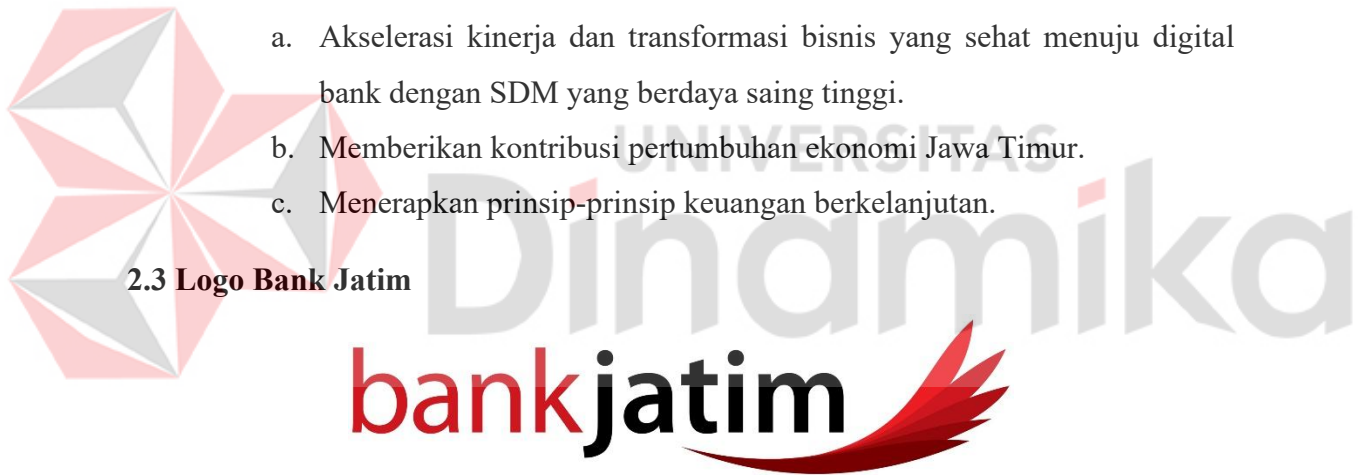 a. Akselerasi kinerja dan transformasi bisnis yang sehat menuju digital
bank dengan SDM yang berdaya saing tinggi.
b. Memberikan kontribusi pertumbuhan ekonomi Jawa Timur.
c. Menerapkan prinsip-prinsip keuangan berkelanjutan.
UNIVERSITAS
Dinamika
2.3 Logo Bank Jatim
bankjatim